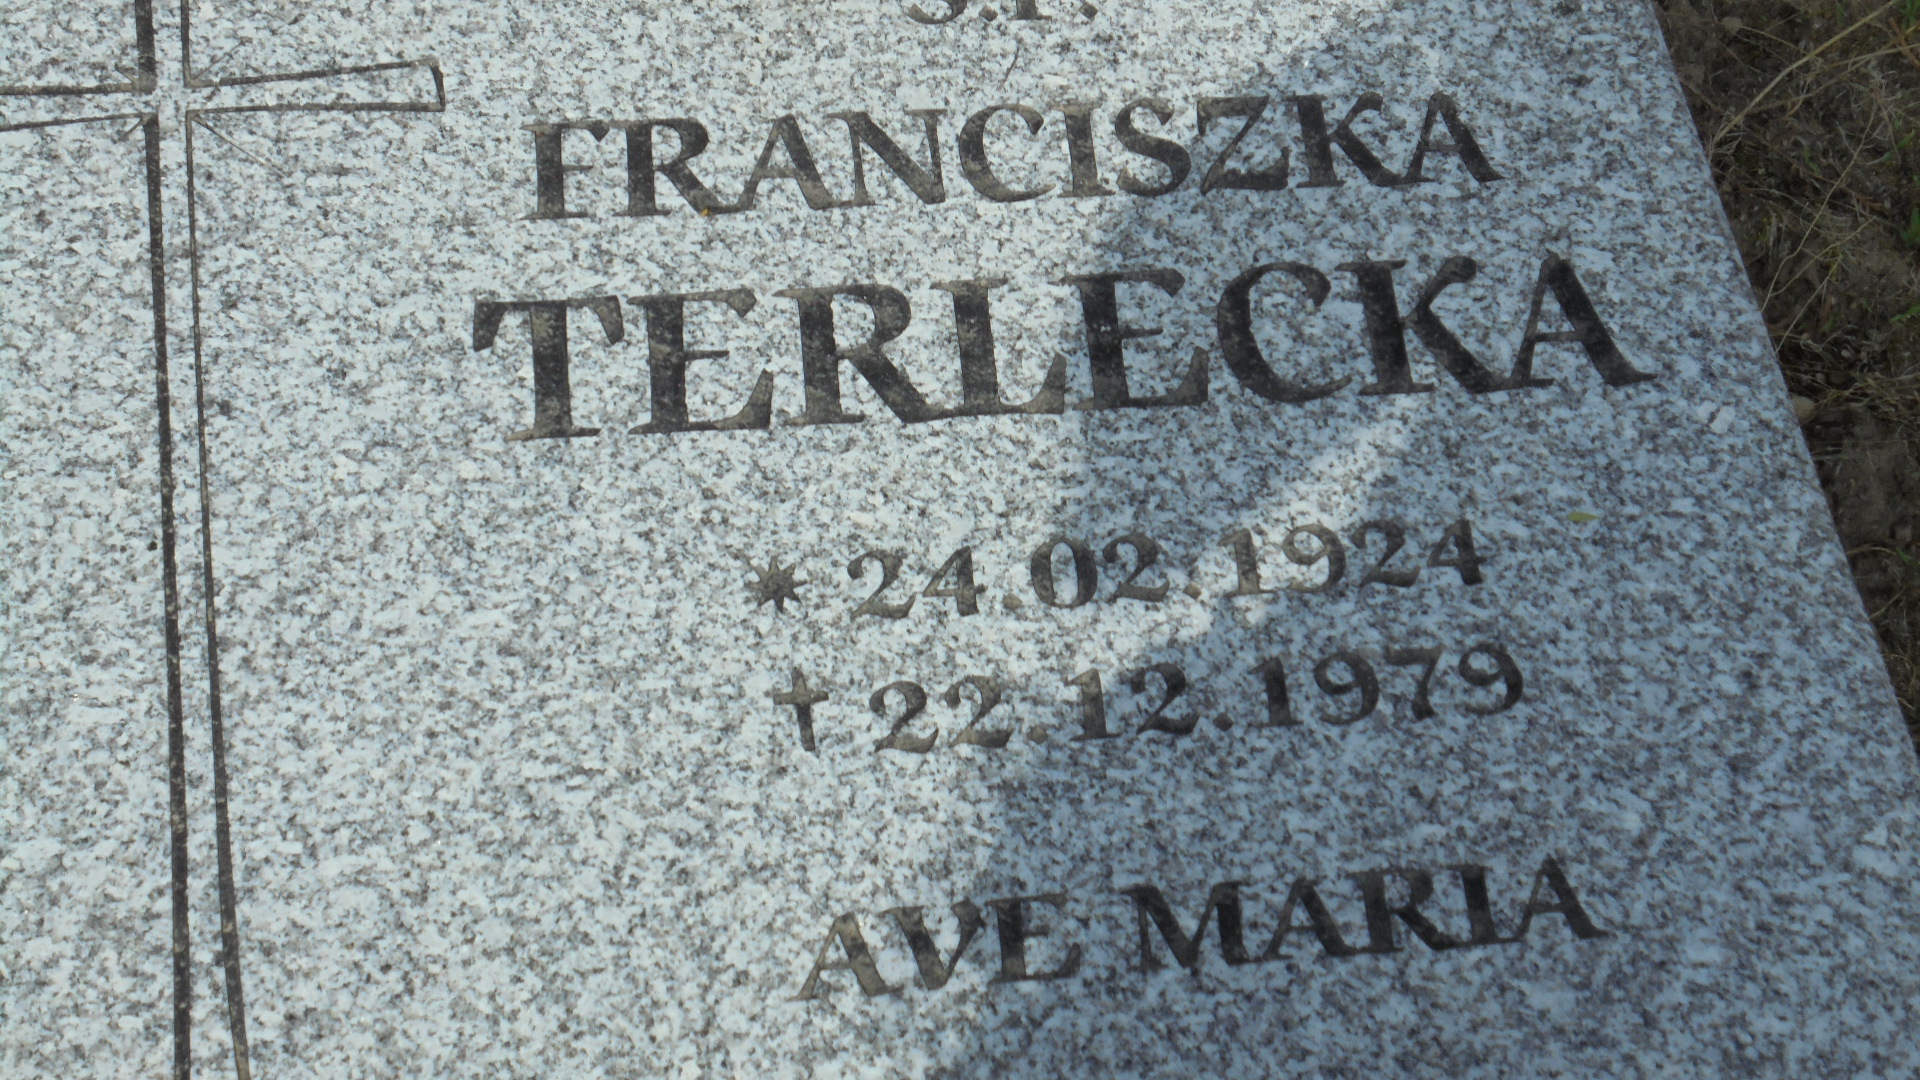 Ś.P.
FRANCISZKA
TERLECKA
* 24.02.1924
† 22.12.1979
AVE MARIA